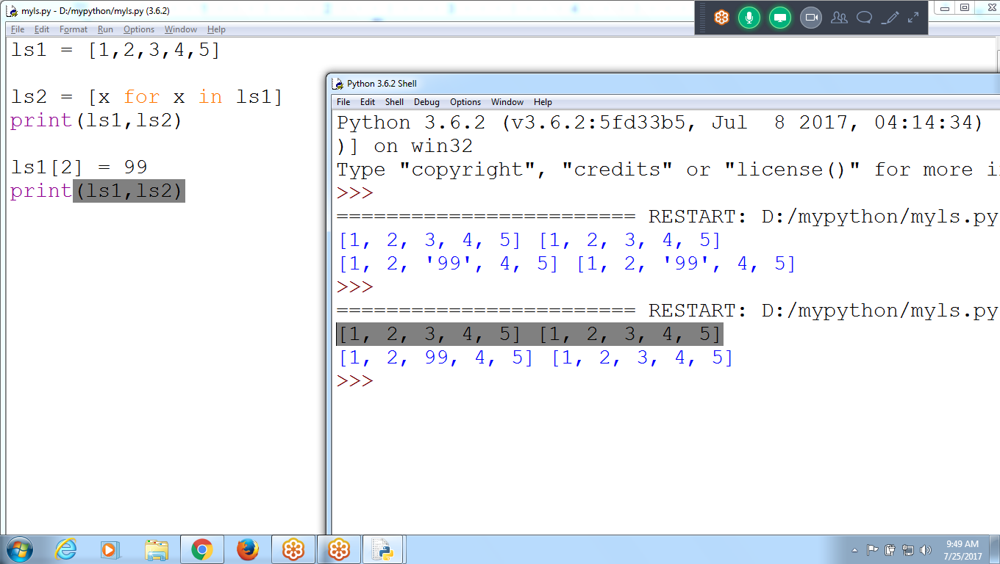 myls.py - D:/mypython/myls.py (3.6.2)
File Edit Format Run Options Window Help
ls1 = [1,2,3,4,5]
ls2 = [x for x in ls1]
print(ls1,ls2)
ls1[2] = 99
print(ls1,ls2)
Python 3.6.2 Shell
File Edit Shell Debug Options Window Help
Python 3.6.2 (v3.6.2:5fd33b5, Jul  8 2017, 04:14:34)
)] on win32
Type "copyright", "credits" or "license()" for more i
>>>
======================== RESTART: D:/mypython/myls.py
[1, 2, 3, 4, 5] [1, 2, 3, 4, 5]
[1, 2, '99', 4, 5] [1, 2, '99', 4, 5]
>>>
======================== RESTART: D:/mypython/myls.py
[1, 2, 3, 4, 5] [1, 2, 3, 4, 5]
[1, 2, 99, 4, 5] [1, 2, 3, 4, 5]
>>>
9:49 AM
7/25/2017